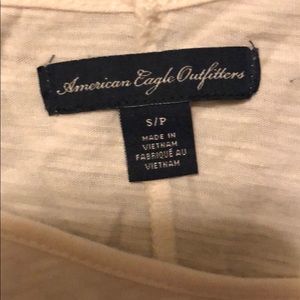 American Eagle Outfitters
S/P
MADE IN
VIETNAM
FABRIQUÉ AU
VIETNAM